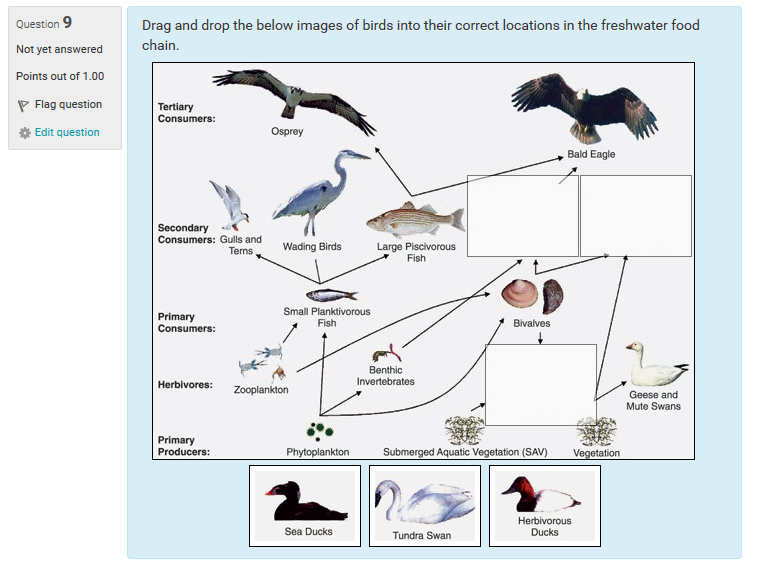 Question 9
Not yet answered
Points out of 1.00
Flag question
Edit question
Drag and drop the below images of birds into their correct locations in the freshwater food
chain.
Tertiary
Consumers:
Osprey
Bald Eagle
Secondary
Consumers:
Gulls and
Terns
Wading Birds
Large Piscivorous
Fish
Primary
Consumers:
Small Planktivorous
Fish
Bivalves
Herbivores:
Zooplankton
Benthic
Invertebrates
Geese and
Mute Swans
Primary
Producers:
Phytoplankton
Submerged Aquatic Vegetation (SAV)
Vegetation
Sea Ducks
Tundra Swan
Herbivorous
Ducks